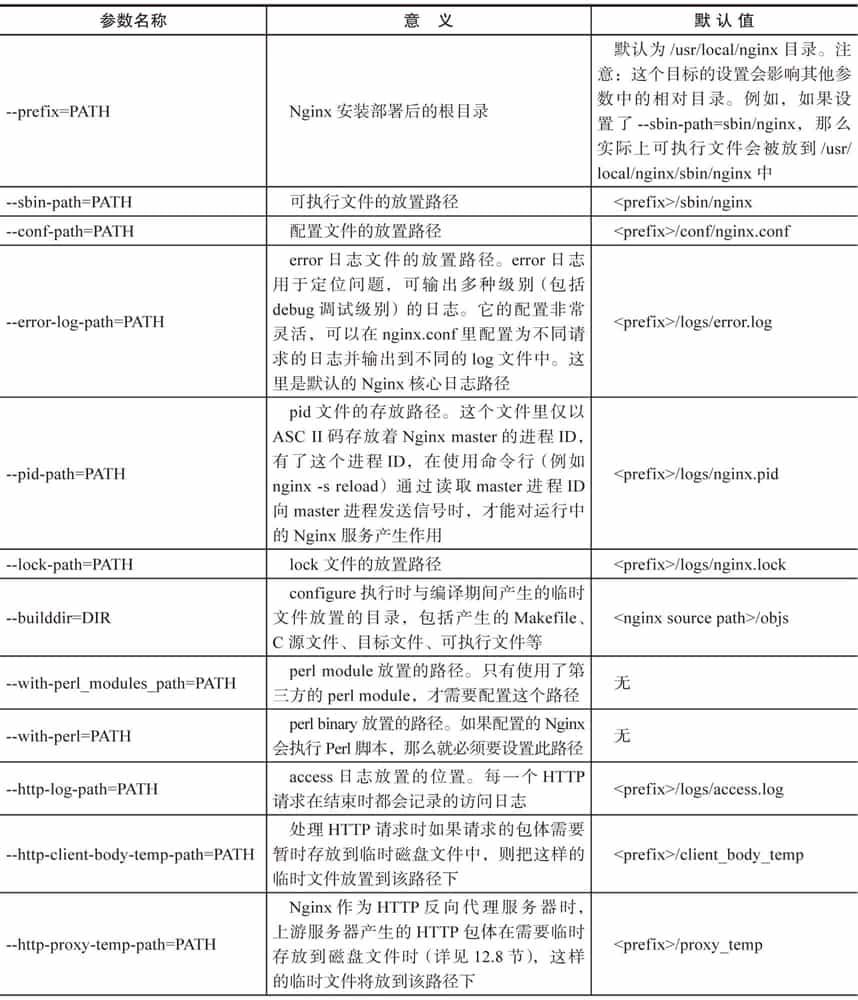 参数名称 意 义 默 认 值
--prefix=PATH
Nginx 安装部署后的根目录
默认为 /usr/local/nginx 目录。注
意：这个目标的设置会影响其他参
数中的相对目录。例如，如果设
置了 --sbin-path=sbin/nginx，那么
实际上可执行文件会被放到 /usr/
local/nginx/sbin/nginx 中
--sbin-path=PATH 可执行文件的放置路径 <prefix>/sbin/nginx
--conf-path=PATH 配置文件的放置路径 <prefix>/conf/nginx.conf
--error-log-path=PATH
error 日志文件的放置路径。error 日志
用于定位问题，可输出多种级别（包括
debug 调试级别）的日志。它的配置非常
灵活，可以在 nginx.conf 里配置为不同请
求的日志并输出到不同的 log 文件中。这
里是默认的 Nginx 核心日志路径
<prefix>/logs/error.log
--pid-path=PATH
pid 文件的存放路径。这个文件里仅以
ASC II 码存放着 Nginx master 的进程 ID，
有了这个进程 ID，在使用命令行（例如
nginx -s reload）通过读取 master 进程 ID
向 master 进程发送信号时，才能对运行中
的 Nginx 服务产生作用
<prefix>/logs/nginx.pid
--lock-path=PATH lock 文件的放置路径 <prefix>/logs/nginx.lock
--builddir=DIR
configure 执行时与编译期间产生的临时
文件放置的目录，包括产生的 Makefile、
C 源文件、目标文件、可执行文件等
<nginx source path>/objs
--with-perl_modules_path=PATH
perl module 放置的路径。只有使用了第
三方的 perl module，才需要配置这个路径
无
--with-perl=PATH
perl binary 放置的路径。如果配置的 Nginx
会执行 Perl 脚本，那么就必须要设置此路径
无
--http-log-path=PATH
access 日志放置的位置。每一个 HTTP
请求在结束时都会记录的访问日志
<prefix>/logs/access.log
--http-client-body-temp-path=PATH
处理 HTTP 请求时如果请求的包体需要
暂时存放到临时磁盘文件中，则把这样的
临时文件放置到该路径下
<prefix>/client_body_temp
--http-proxy-temp-path=PATH
Nginx 作为 HTTP 反向代理服务器时，
上游服务器产生的 HTTP 包体在需要临时
存放到磁盘文件时（详见 12.8 节），这样
的临时文件将放到该路径下
<prefix>/proxy_temp